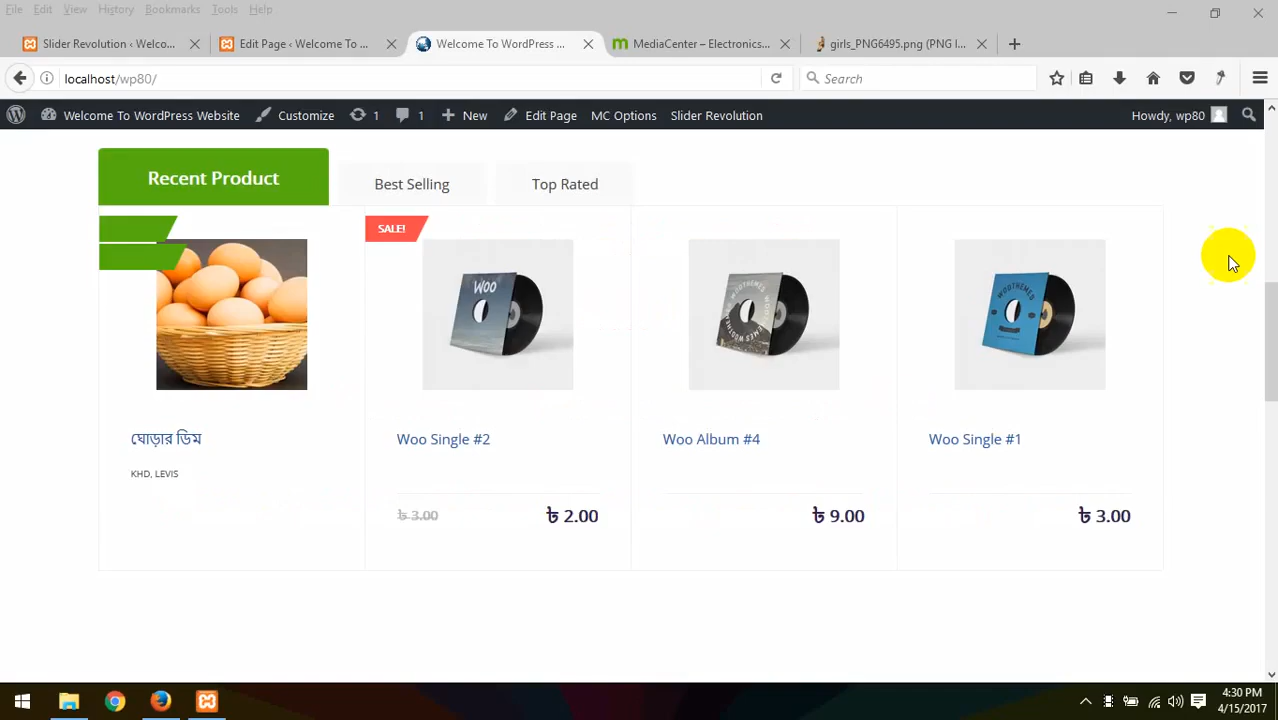 File Edit View History Bookmarks Tools Help
Slider Revolution ‹ Welco... Edit Page ‹ Welcome To ... Welcome To WordPress ... MediaCenter – Electronics... girls_PNG6495.png (PNG I...
localhost/wp80/ Search
Welcome To WordPress Website Customize 1 1 New Edit Page MC Options Slider Revolution Howdy, wp80
Recent Product Best Selling Top Rated
SALE!
WOO
ঘোড়ার ডিম Woo Single #2 Woo Album #4 Woo Single #1
KHD, LEVIS
৳ 3.00 ৳ 2.00 ৳ 9.00 ৳ 3.00
4:30 PM
4/15/2017